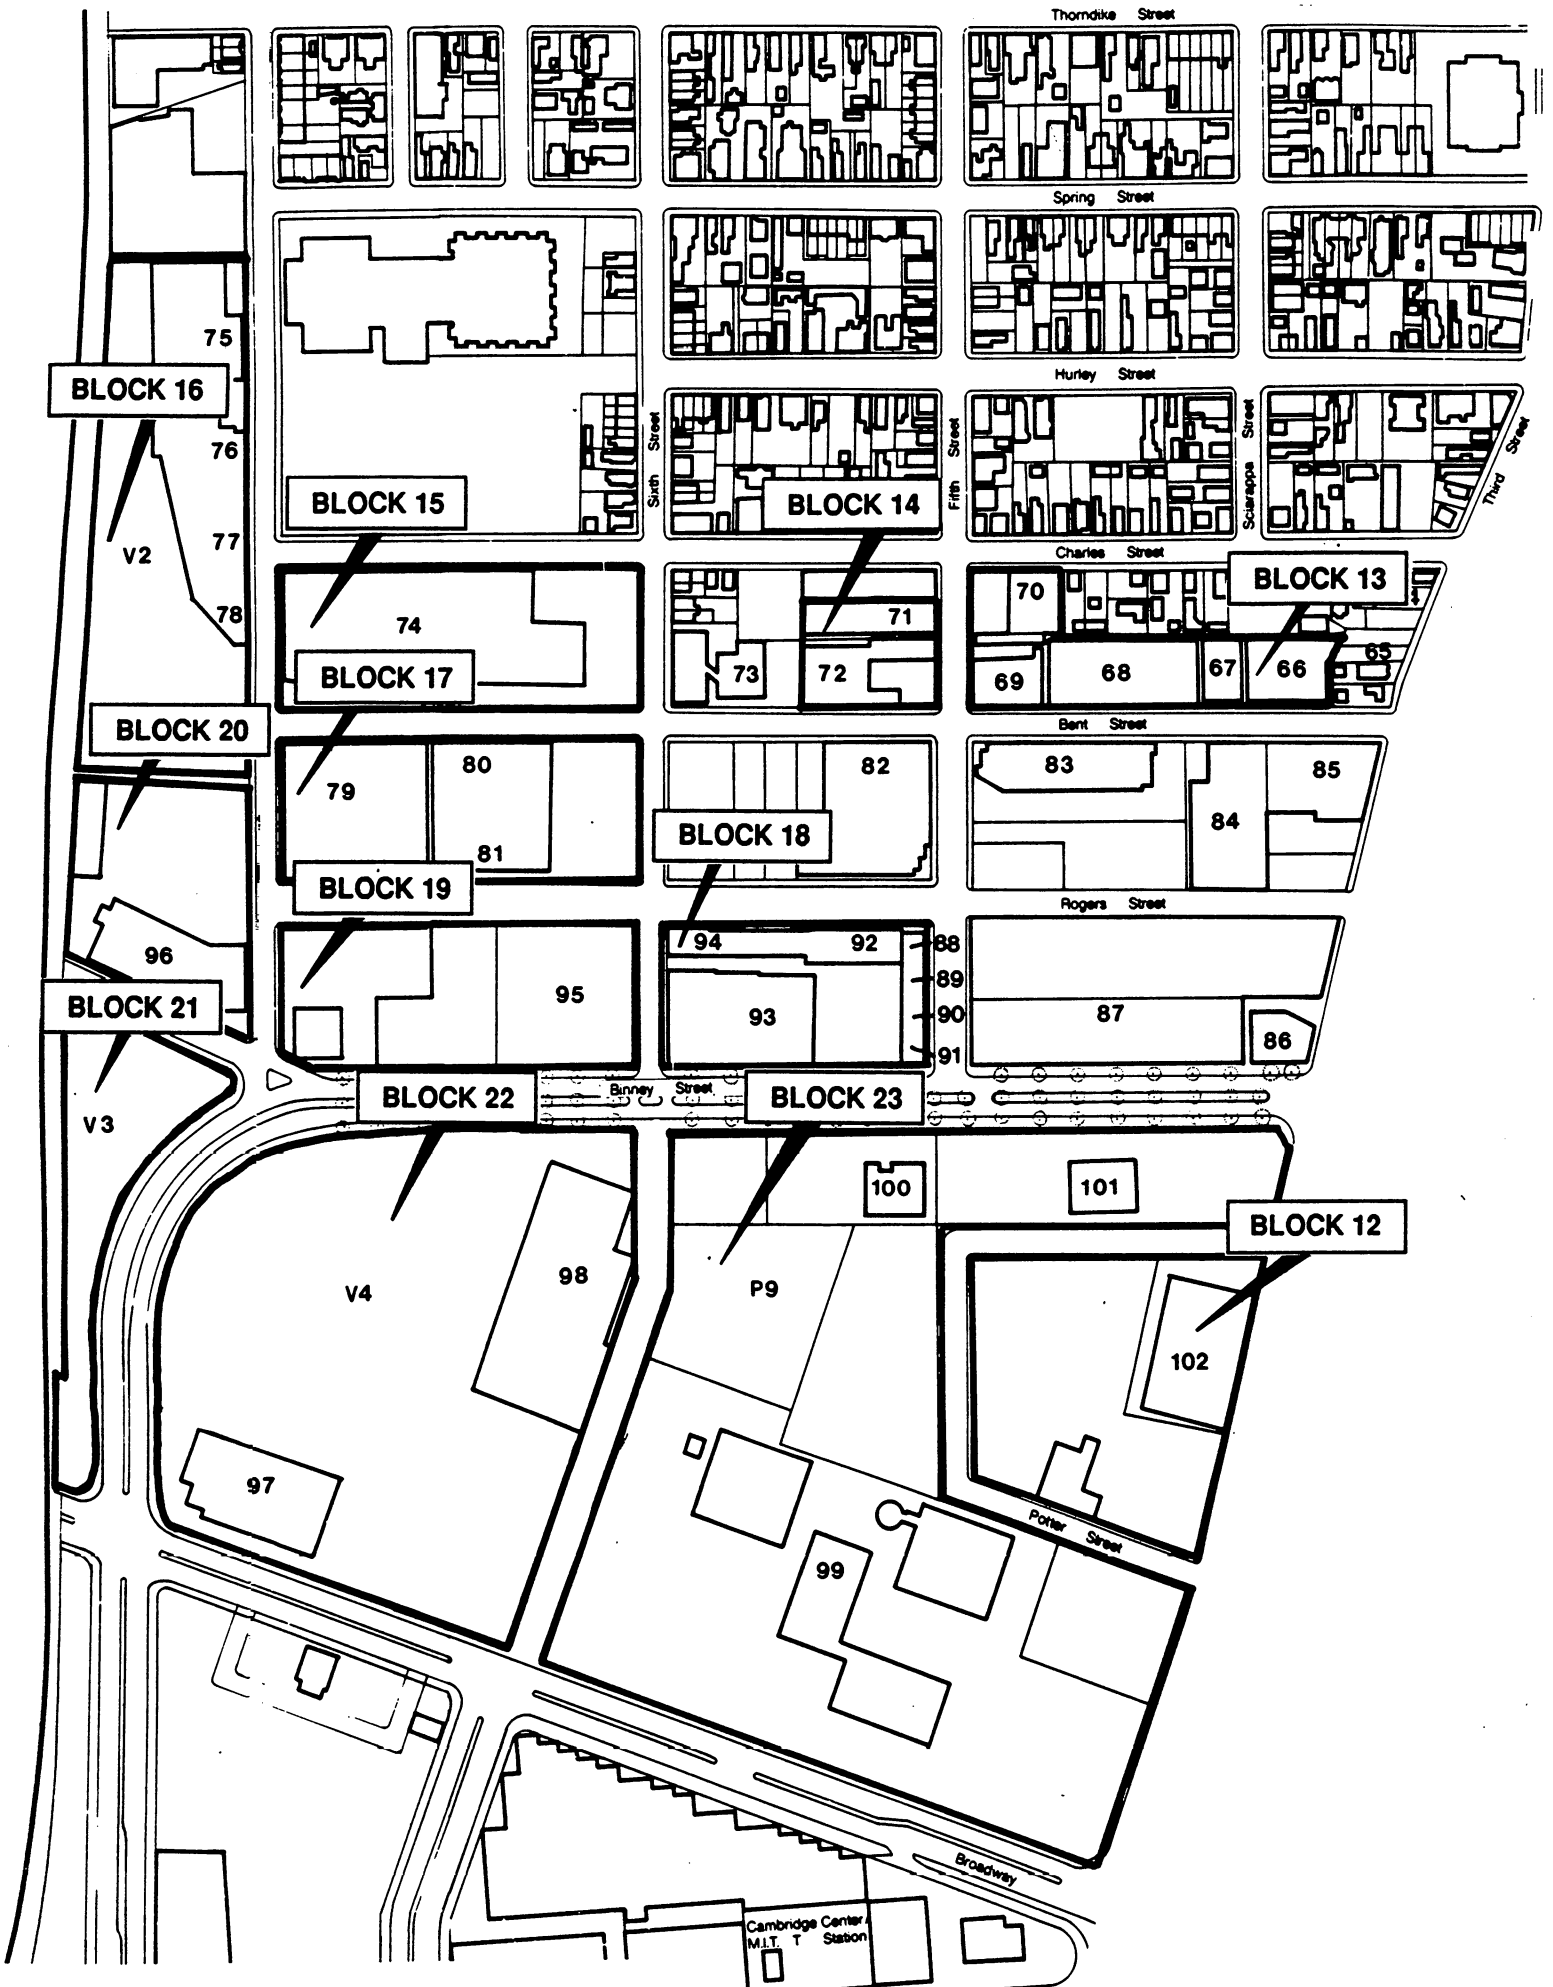 Thorndike Street
Spring Street
75
BLOCK 16
Hurley Street
76
Sixth Street
Fifth Street
Sciarappa Street
Third Street
BLOCK 15
BLOCK 14
77
V2
Charles Street
BLOCK 13
78
74
70
71
65
BLOCK 17
73
72
69
68
67
66
BLOCK 20
Bent Street
79
80
82
83
85
BLOCK 18
84
81
BLOCK 19
Rogers Street
94
92
88
96
89
95
BLOCK 21
93
90
87
86
91
Binney Street
BLOCK 22
BLOCK 23
V3
100
101
BLOCK 12
98
V4
P9
102
97
Potter Street
99
Broadway
Cambridge Center/
M.I.T. T Station